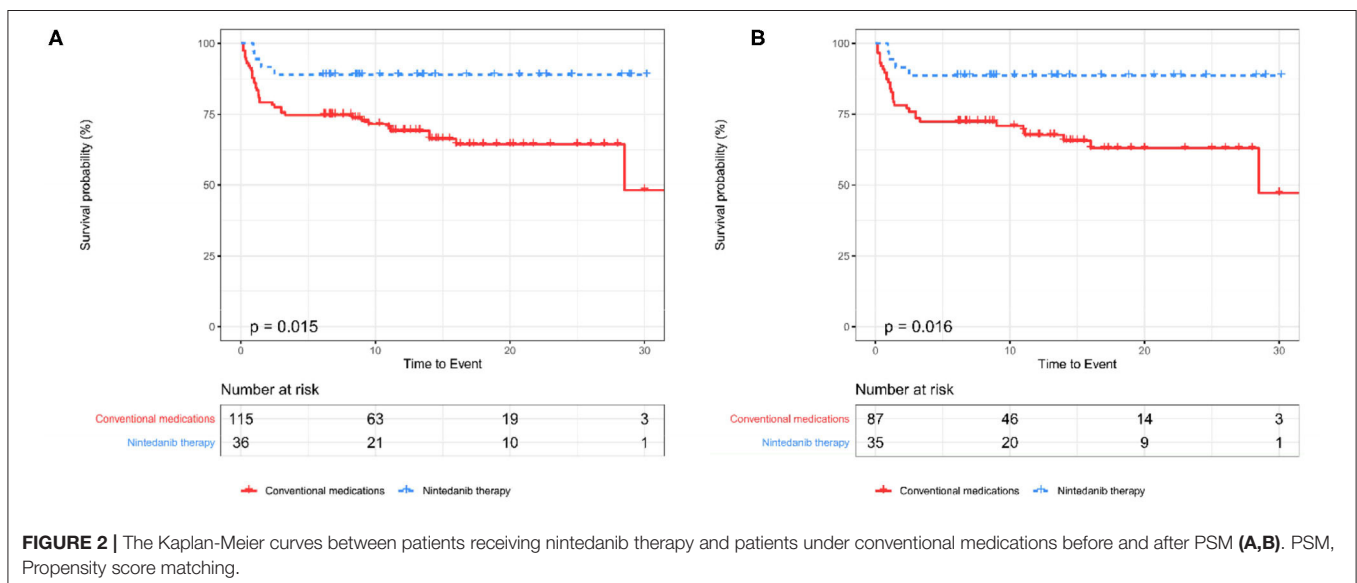 A
100
75
50
25
0
Survival probability (%)
p = 0.015
0 10 20 30
Time to Event
Number at risk
Conventional medications 115 63 19 3
Nintedanib therapy 36 21 10 1
Conventional medications Nintedanib therapy
B
100
75
50
25
0
Survival probability (%)
p = 0.016
0 10 20 30
Time to Event
Number at risk
Conventional medications 87 46 14 3
Nintedanib therapy 35 20 9 1
Conventional medications Nintedanib therapy
FIGURE 2 | The Kaplan-Meier curves between patients receiving nintedanib therapy and patients under conventional medications before and after PSM (A,B). PSM,
Propensity score matching.